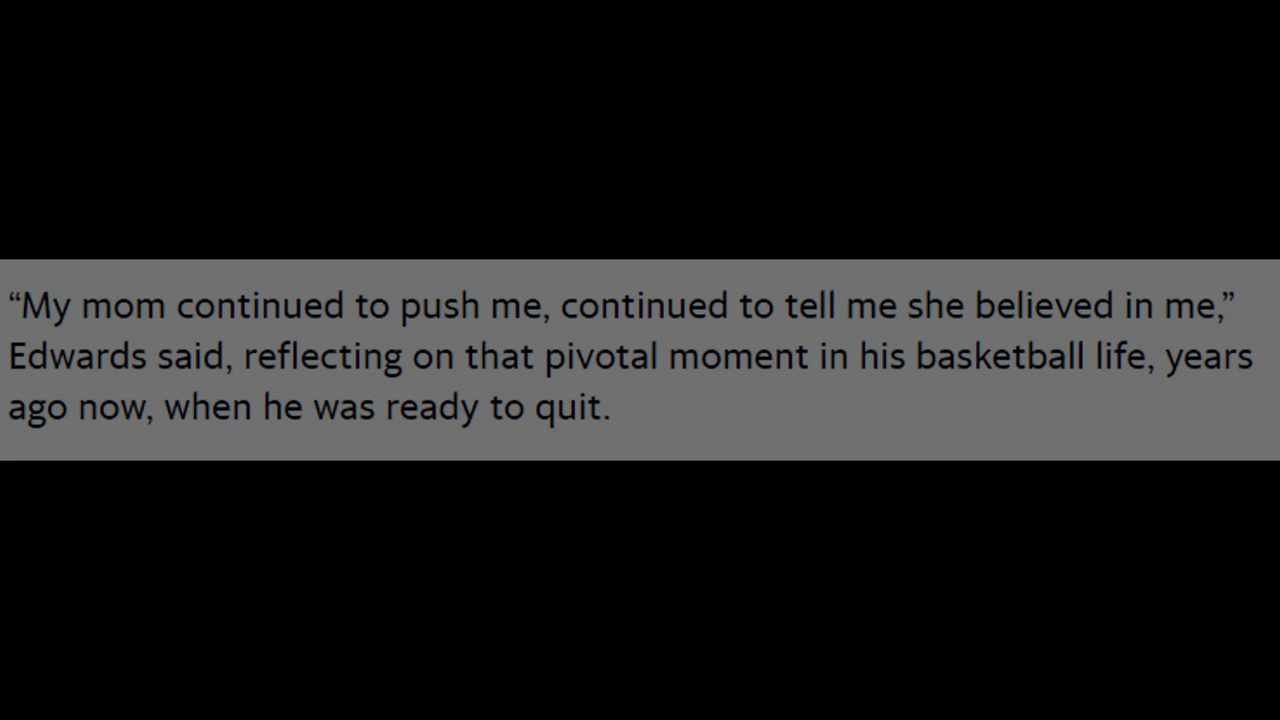 “My mom continued to push me, continued to tell me she believed in me,”
Edwards said, reflecting on that pivotal moment in his basketball life, years
ago now, when he was ready to quit.